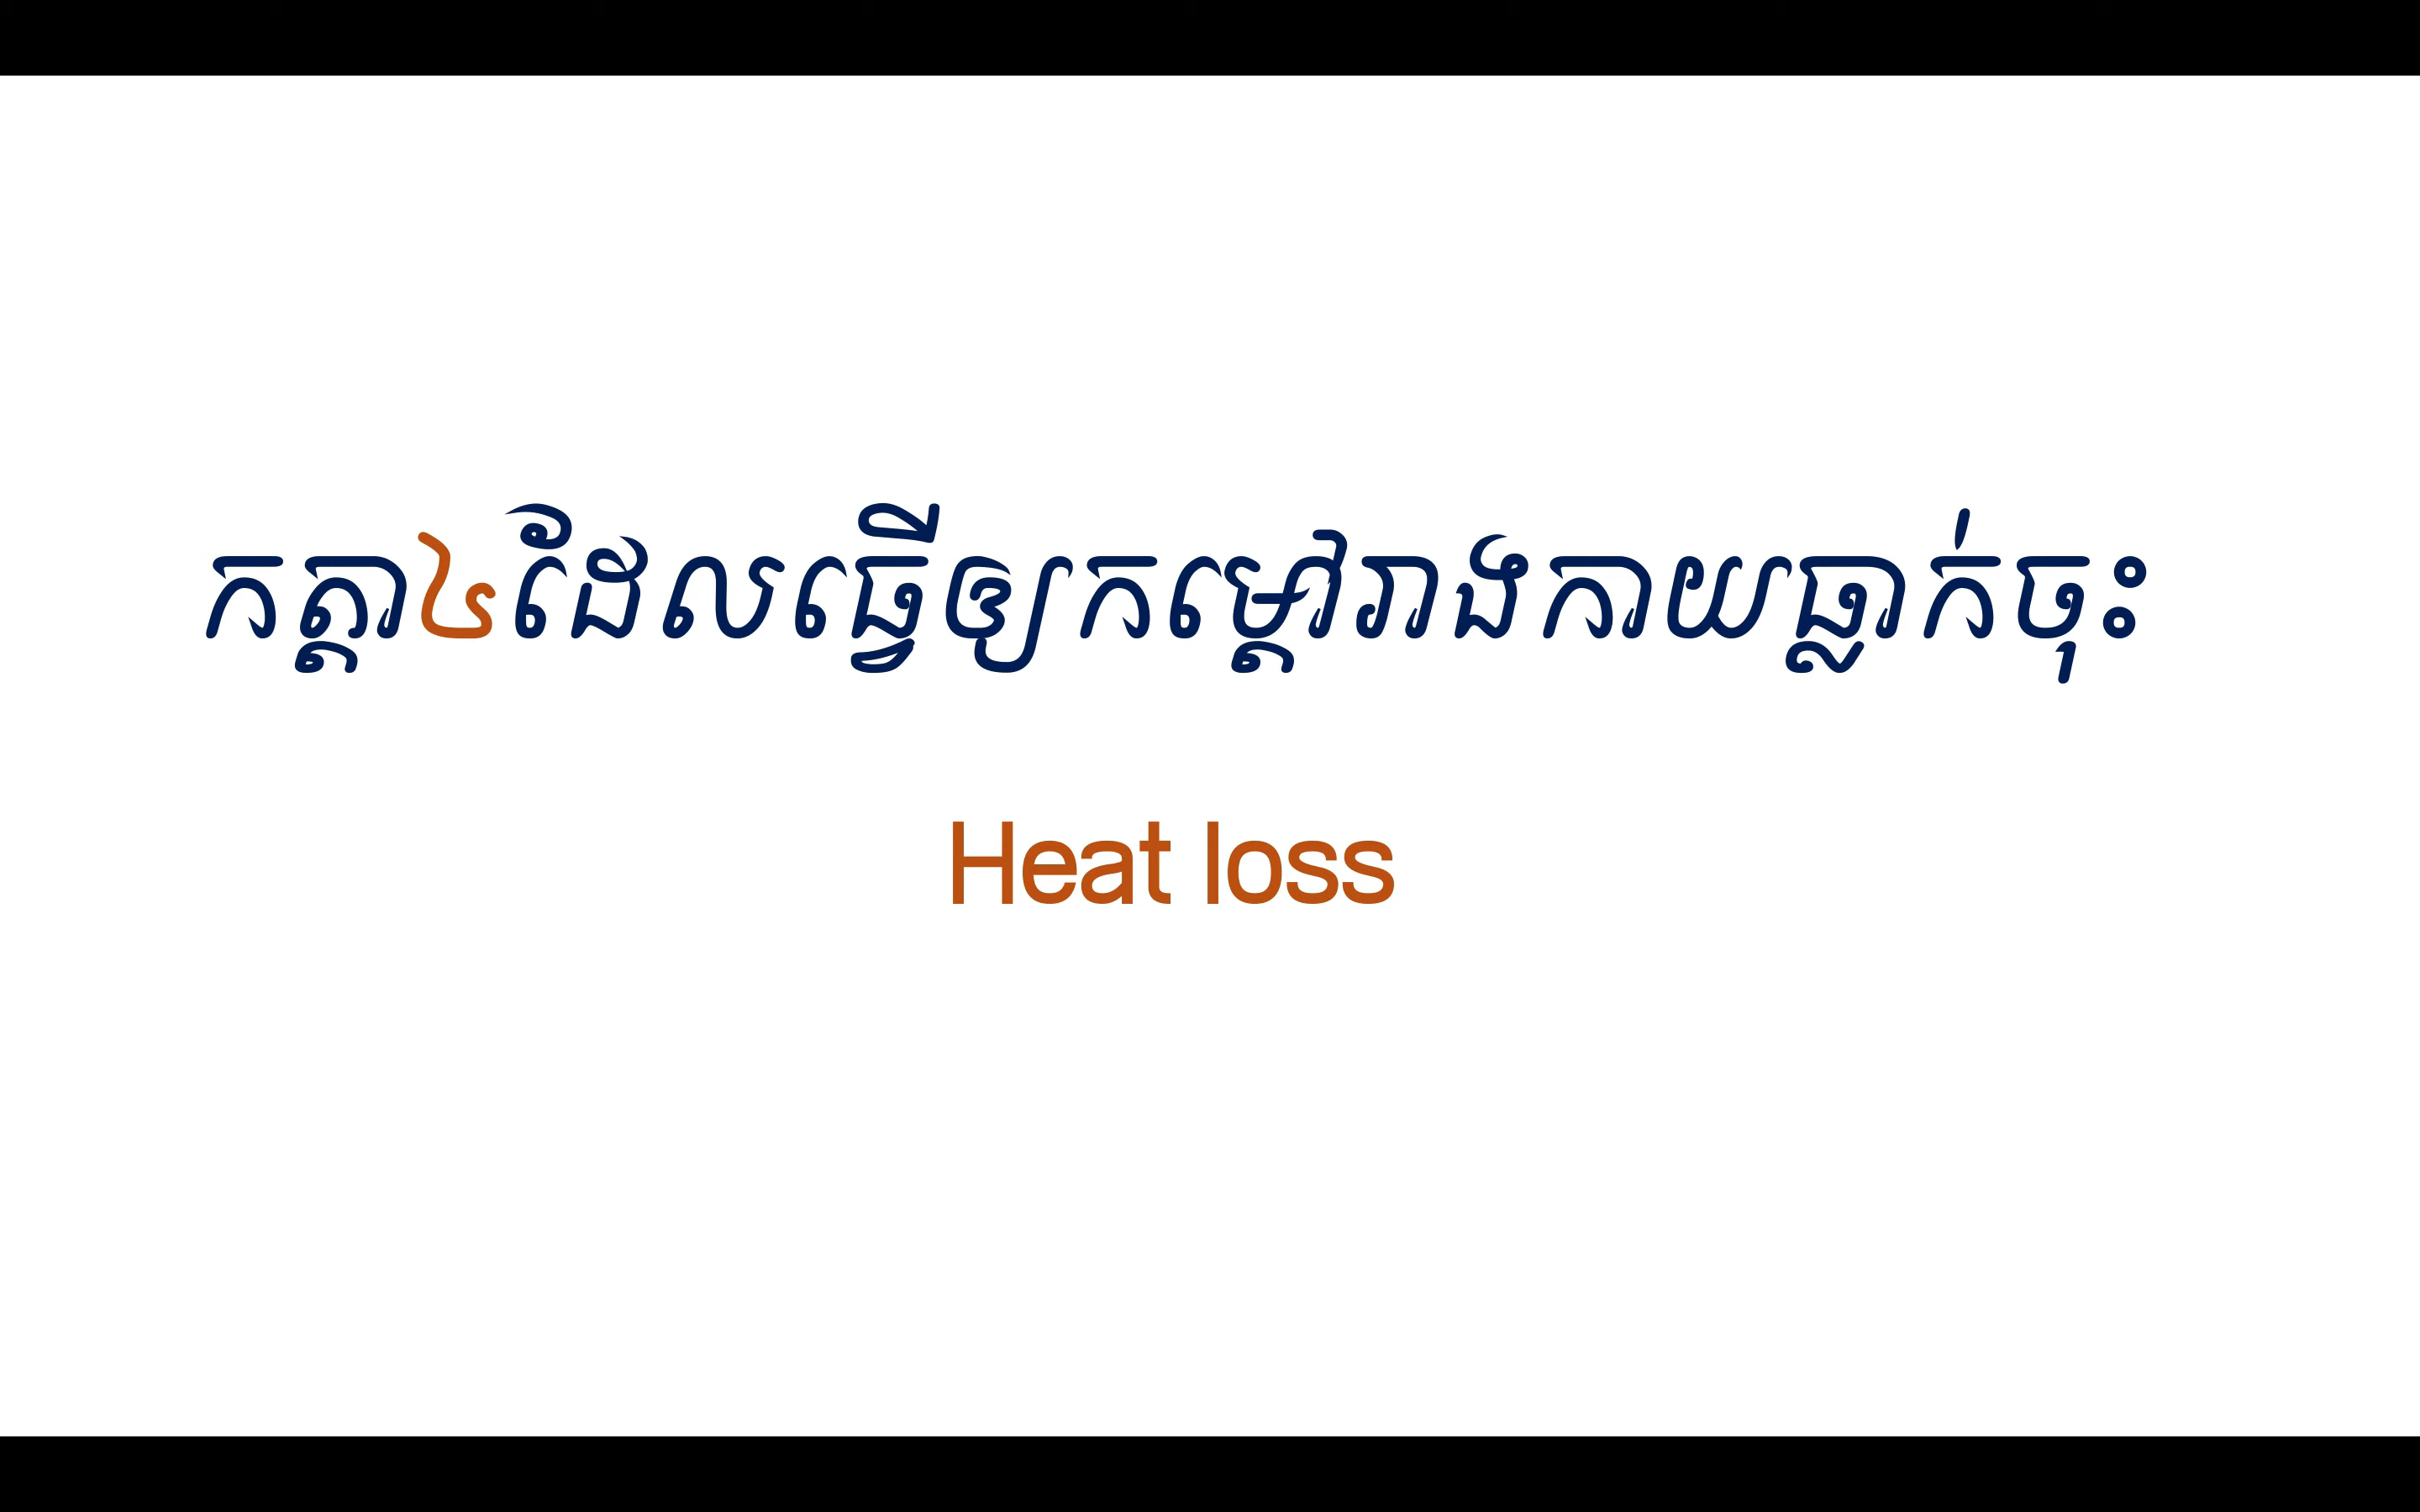 កត្តា៤ដែលធ្វើឲ្យកម្តៅរាងកាយធ្លាក់ចុះ
Heat loss